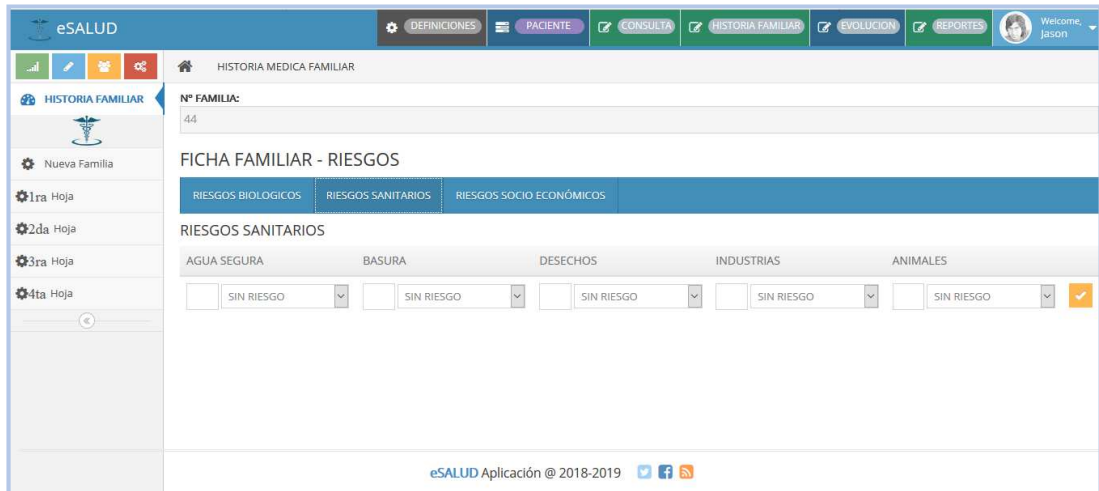 eSALUD
DEFINICIONES PACIENTE CONSULTA HISTORIA FAMILIAR EVOLUCION REPORTES Welcome,
Jason
HISTORIA MEDICA FAMILIAR
HISTORIA FAMILIAR
Nueva Familia
1ra Hoja
2da Hoja
3ra Hoja
4ta Hoja
Nº FAMILIA:
44
FICHA FAMILIAR - RIESGOS
RIESGOS BIOLOGICOS RIESGOS SANITARIOS RIESGOS SOCIO ECONÓMICOS
RIESGOS SANITARIOS
AGUA SEGURA BASURA DESECHOS INDUSTRIAS ANIMALES
SIN RIESGO SIN RIESGO SIN RIESGO SIN RIESGO SIN RIESGO
eSALUD Aplicación @ 2018-2019